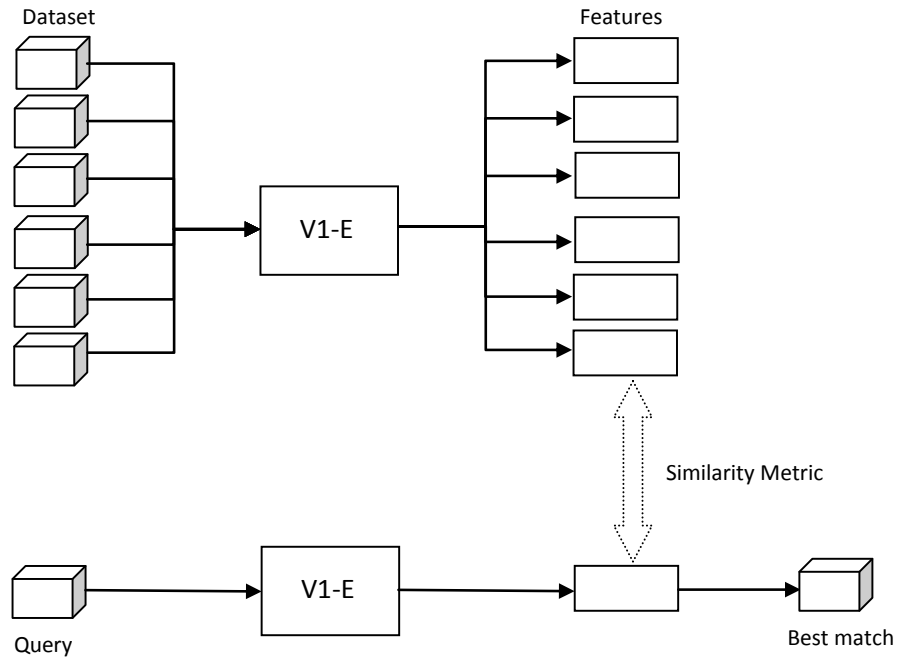 Dataset
Features
V1-E
Similarity Metric
V1-E
Query
Best match